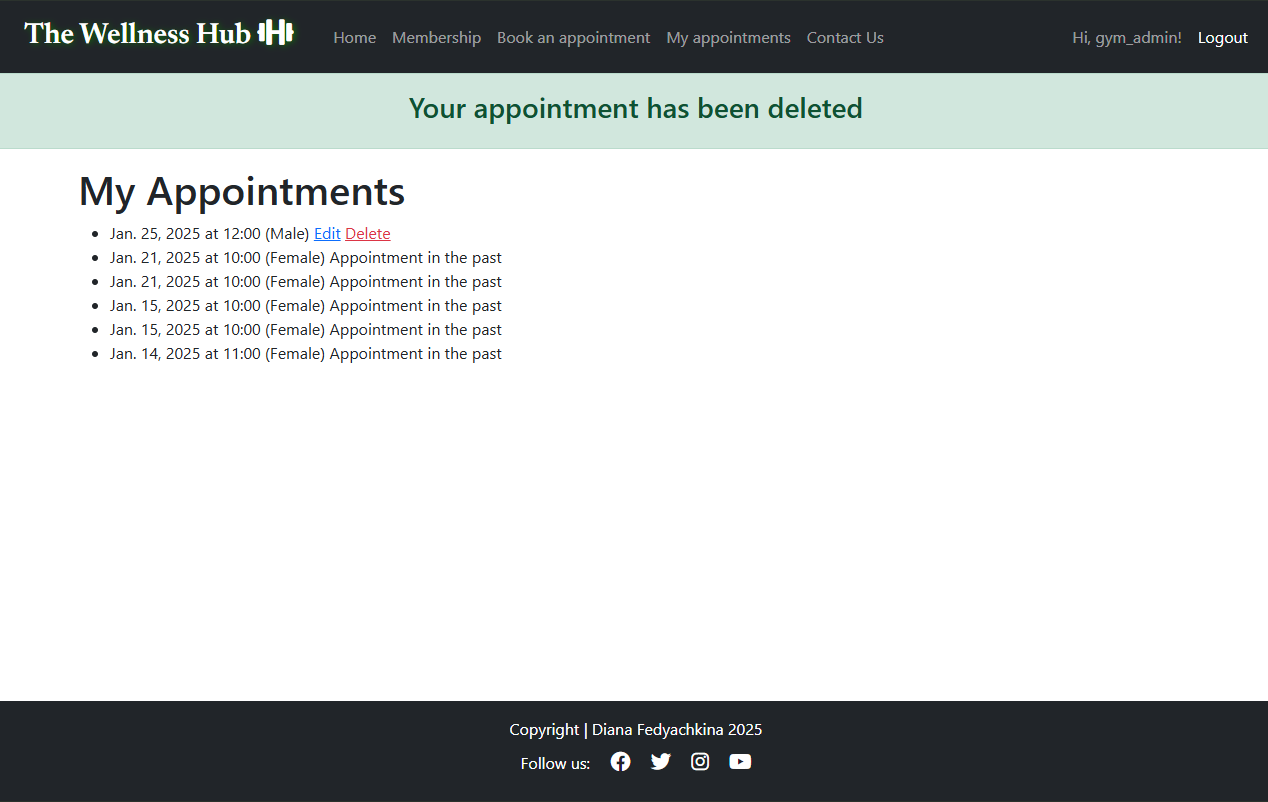 The Wellness Hub
Home Membership Book an appointment My appointments Contact Us Hi, gym_admin! Logout
Your appointment has been deleted
My Appointments
Jan. 25, 2025 at 12:00 (Male) Edit Delete
Jan. 21, 2025 at 10:00 (Female) Appointment in the past
Jan. 21, 2025 at 10:00 (Female) Appointment in the past
Jan. 15, 2025 at 10:00 (Female) Appointment in the past
Jan. 15, 2025 at 10:00 (Female) Appointment in the past
Jan. 14, 2025 at 11:00 (Female) Appointment in the past
Copyright | Diana Fedyachkina 2025
Follow us: